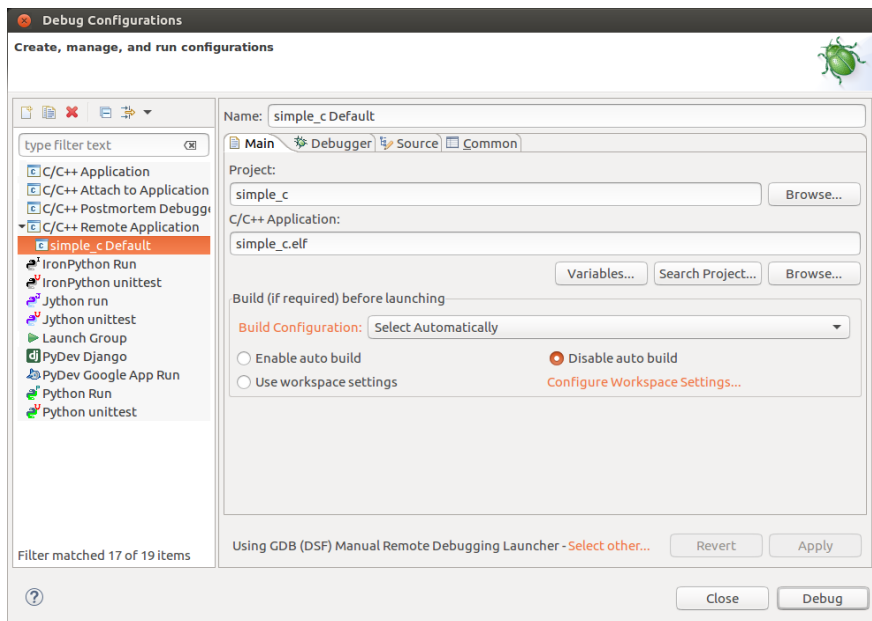 Debug Configurations
Create, manage, and run configurations
type filter text
C/C++ Application
C/C++ Attach to Application
C/C++ Postmortem Debugge
C/C++ Remote Application
simple_c Default
IronPython Run
IronPython unittest
Jython run
Jython unittest
Launch Group
PyDev Django
PyDev Google App Run
Python Run
Python unittest
Filter matched 17 of 19 items
Name: simple_c Default
Main Debugger Source Common
Project:
simple_c Browse...
C/C++ Application:
simple_c.elf
Variables... Search Project... Browse...
Build (if required) before launching
Build Configuration: Select Automatically
Enable auto build Disable auto build
Use workspace settings Configure Workspace Settings...
Using GDB (DSF) Manual Remote Debugging Launcher - Select other... Revert Apply
Close Debug